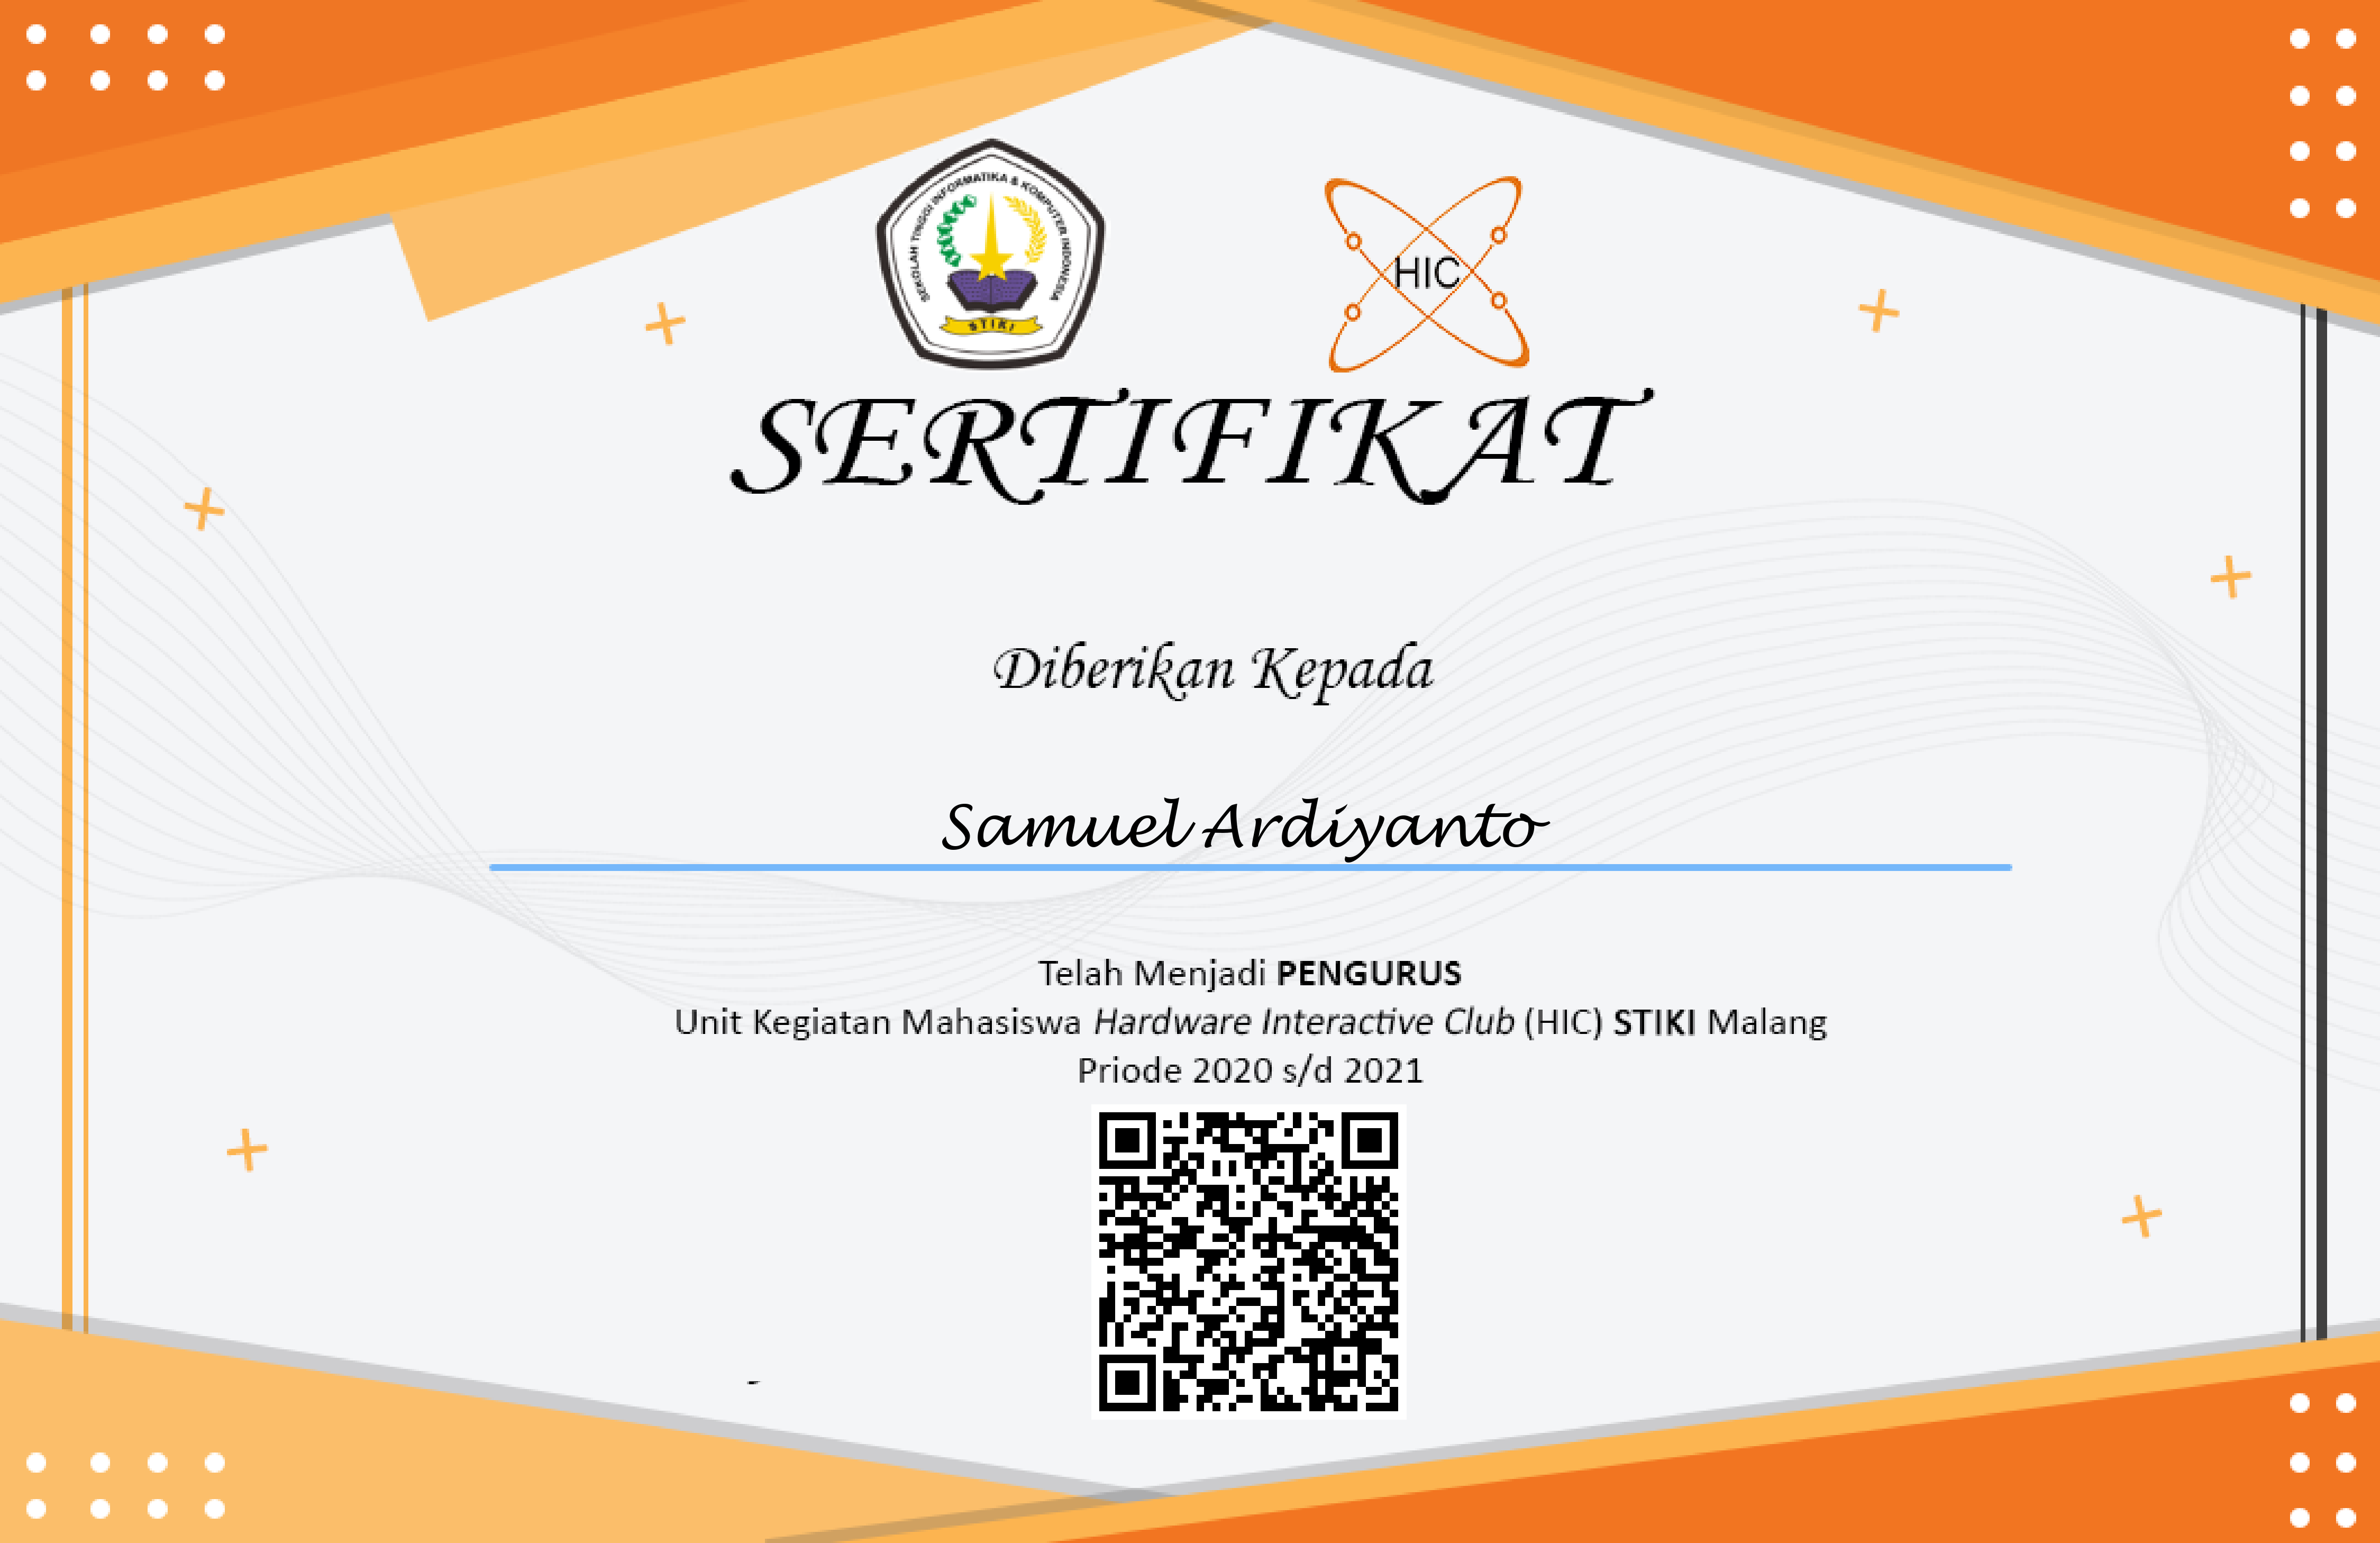 SEKOLAH TINGGI INFORMATIKA & KOMPUTER INDONESIA
STIKI
HIC
SERTIFIKAT
Diberikan Kepada
Samuel Ardiyanto
Telah Menjadi PENGURUS
Unit Kegiatan Mahasiswa Hardware Interactive Club (HIC) STIKI Malang
Priode 2020 s/d 2021